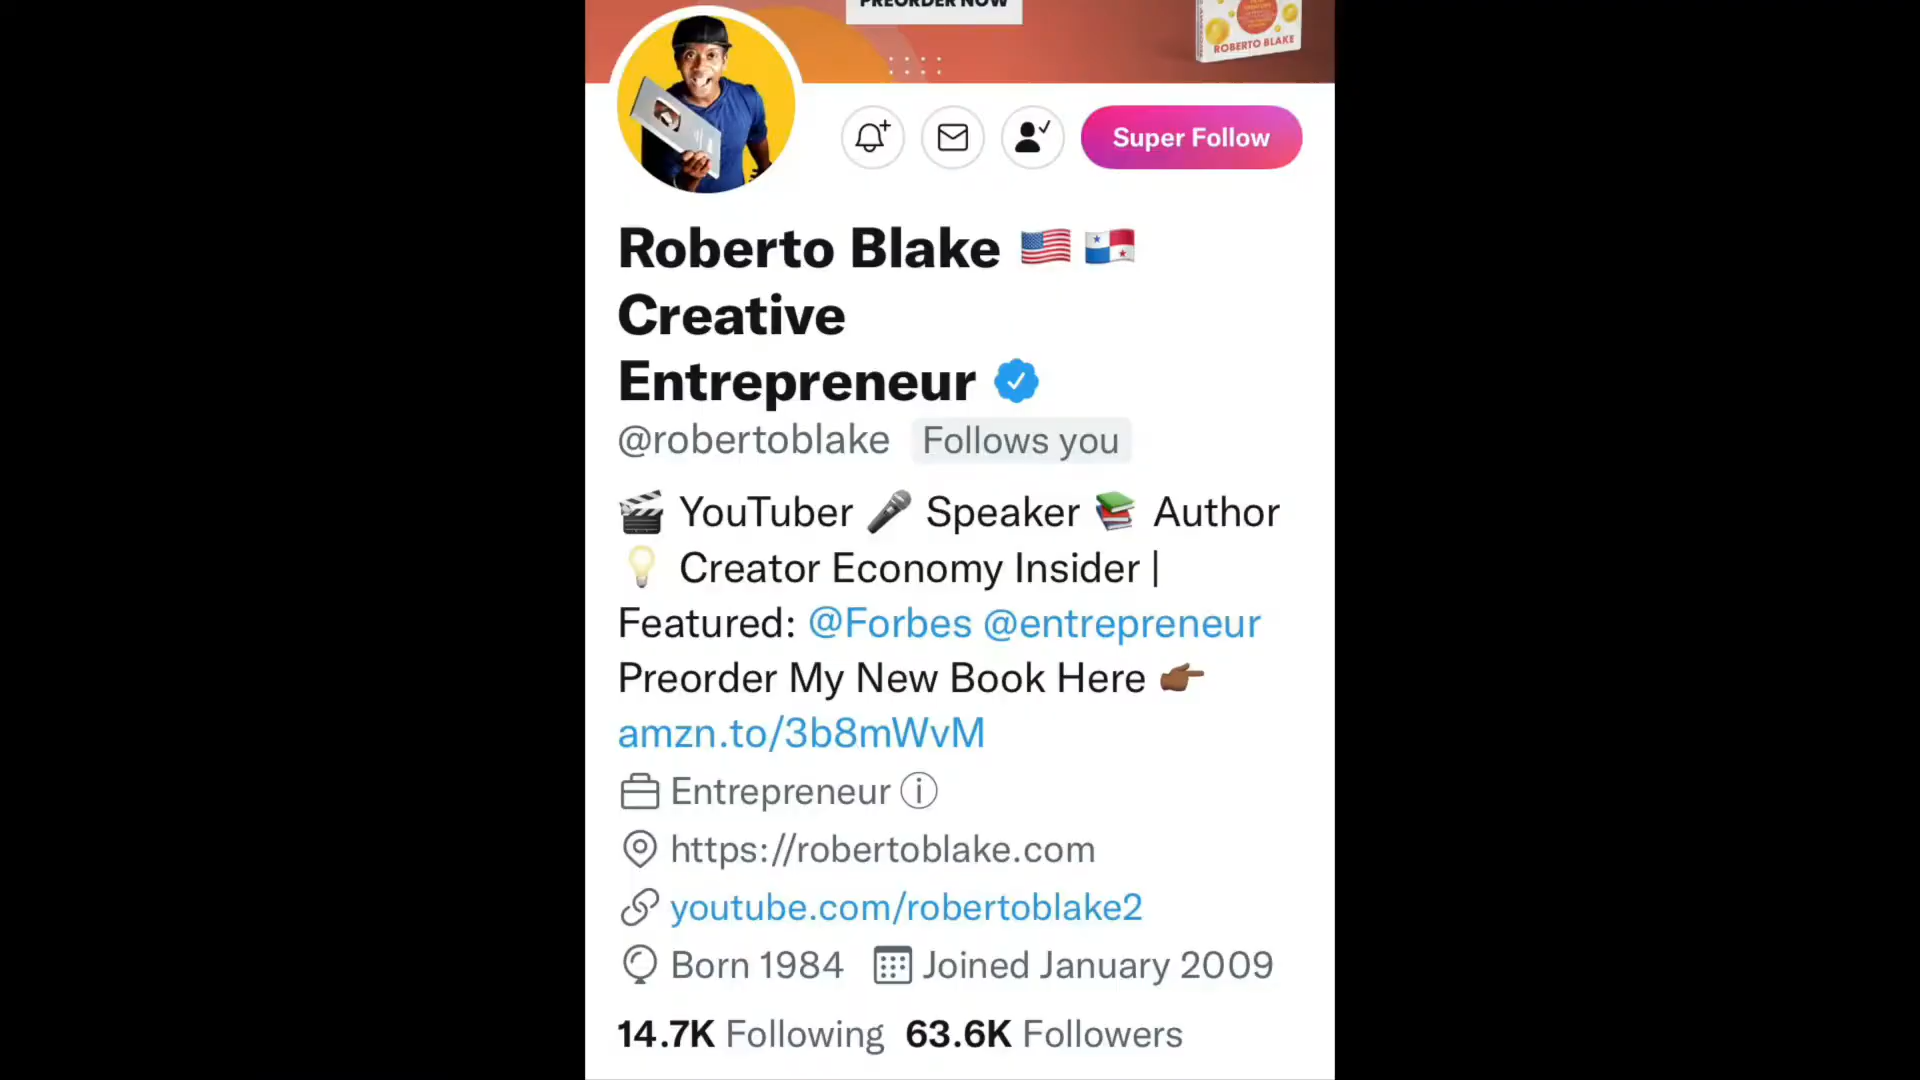 PREORDER NOW
ROBERTO BLAKE
Super Follow
Roberto Blake 🇺🇸 🇵🇦
Creative
Entrepreneur
@robertoblake Follows you
🎬 YouTuber 🎤 Speaker 📚 Author
💡 Creator Economy Insider |
Featured: @Forbes @entrepreneur
Preorder My New Book Here 👉🏾
amzn.to/3b8mWvM
Entrepreneur
https://robertoblake.com
youtube.com/robertoblake2
Born 1984 Joined January 2009
14.7K Following 63.6K Followers